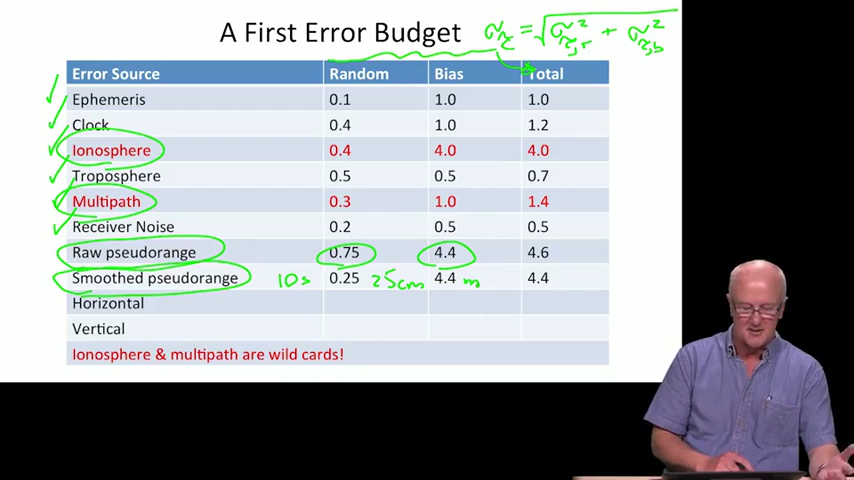 A First Error Budget
σ_τ = √(σ²_τ,r + σ²_τ,b)
Error Source Random Bias Total
Ephemeris 0.1 1.0 1.0
Clock 0.4 1.0 1.2
Ionosphere 0.4 4.0 4.0
Troposphere 0.5 0.5 0.7
Multipath 0.3 1.0 1.4
Receiver Noise 0.2 0.5 0.5
Raw pseudorange 0.75 4.4 4.6
Smoothed pseudorange 10s 0.25 25cm 4.4 m 4.4
Horizontal
Vertical
Ionosphere & multipath are wild cards!